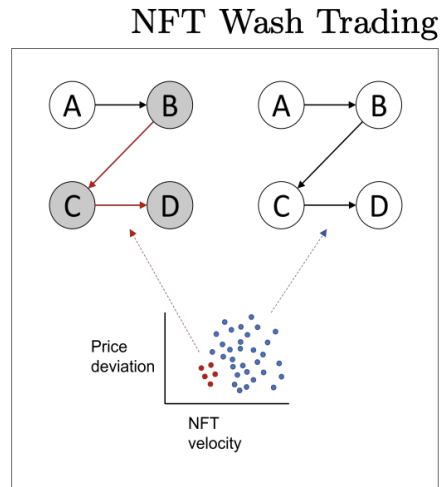 NFT Wash Trading
A B A B
C D C D
Price
deviation
NFT
velocity